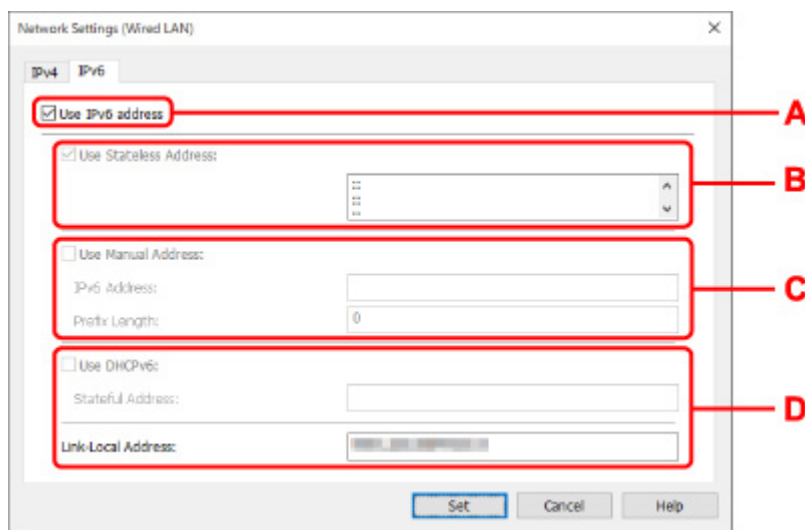 Network Settings (Wired LAN)
IPv4 IPv6
Use IPv6 address
A
Use Stateless Address:
::
::
::
B
Use Manual Address:
IPv6 Address:
C
Prefix Length: 0
Use DHCPv6:
Stateful Address:
D
Link-Local Address:
Set Cancel Help